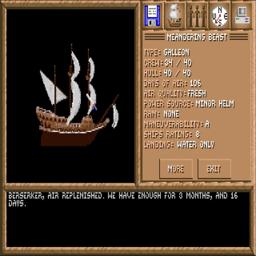 MEANDERING BEAST
TYPE: GALLEON
CREW: 34 / 40
HULL: 40 / 40
DAYS OF AIR: 106
AIR QUALITY: FRESH
POWER SOURCE: MINOR HELM
RAM: NONE
MANEUVERABILITY: A
SHIPS RATING: 8
LANDING: WATER ONLY
MORE
EXIT
BERSERKER, AIR REPLENISHED. WE HAVE ENOUGH FOR 3 MONTHS, AND 16
DAYS.